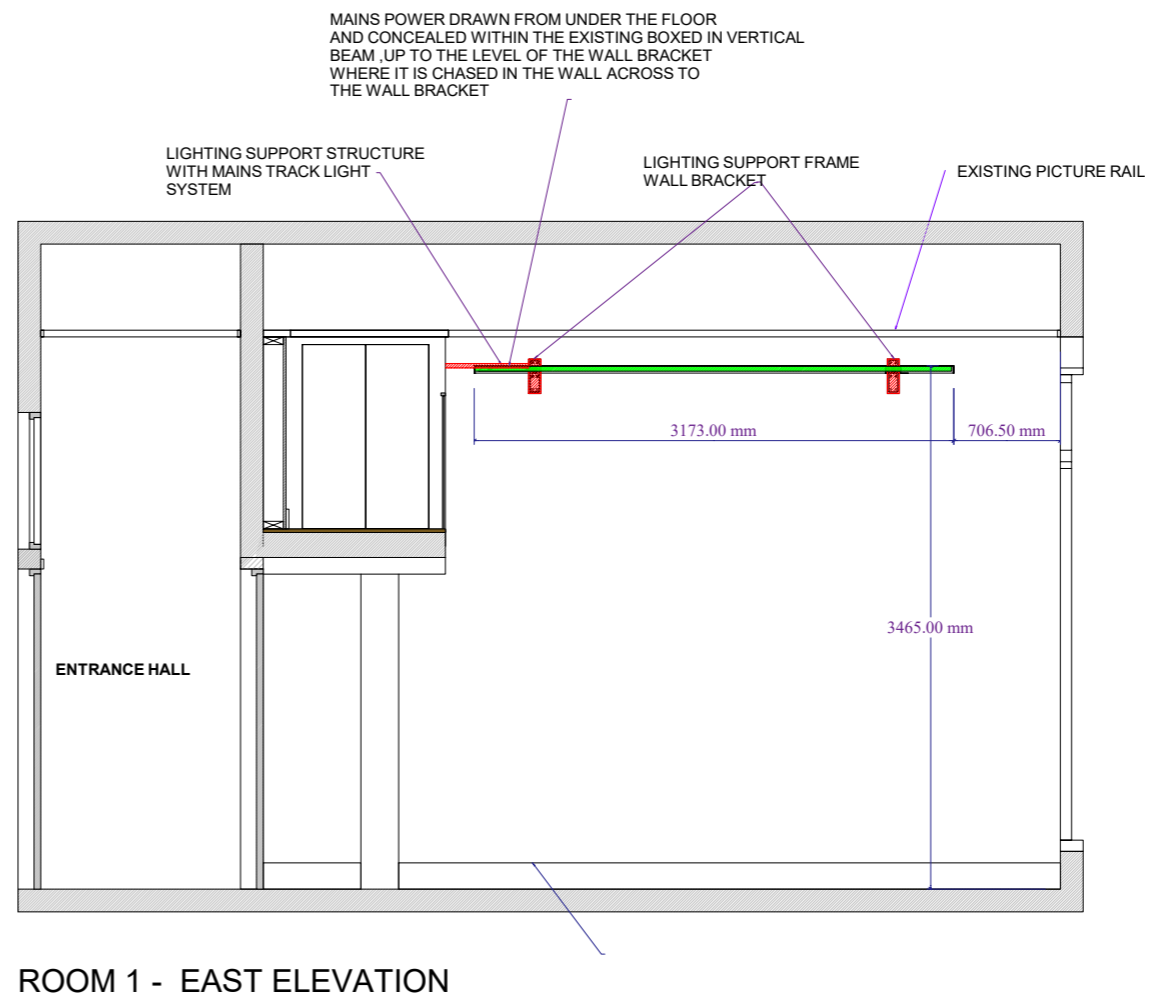 MAINS POWER DRAWN FROM UNDER THE FLOOR
AND CONCEALED WITHIN THE EXISTING BOXED IN VERTICAL
BEAM ,UP TO THE LEVEL OF THE WALL BRACKET
WHERE IT IS CHASED IN THE WALL ACROSS TO
THE WALL BRACKET
LIGHTING SUPPORT STRUCTURE
WITH MAINS TRACK LIGHT
SYSTEM
LIGHTING SUPPORT FRAME
WALL BRACKET
EXISTING PICTURE RAIL
3173.00 mm
706.50 mm
3465.00 mm
ENTRANCE HALL
ROOM 1 - EAST ELEVATION